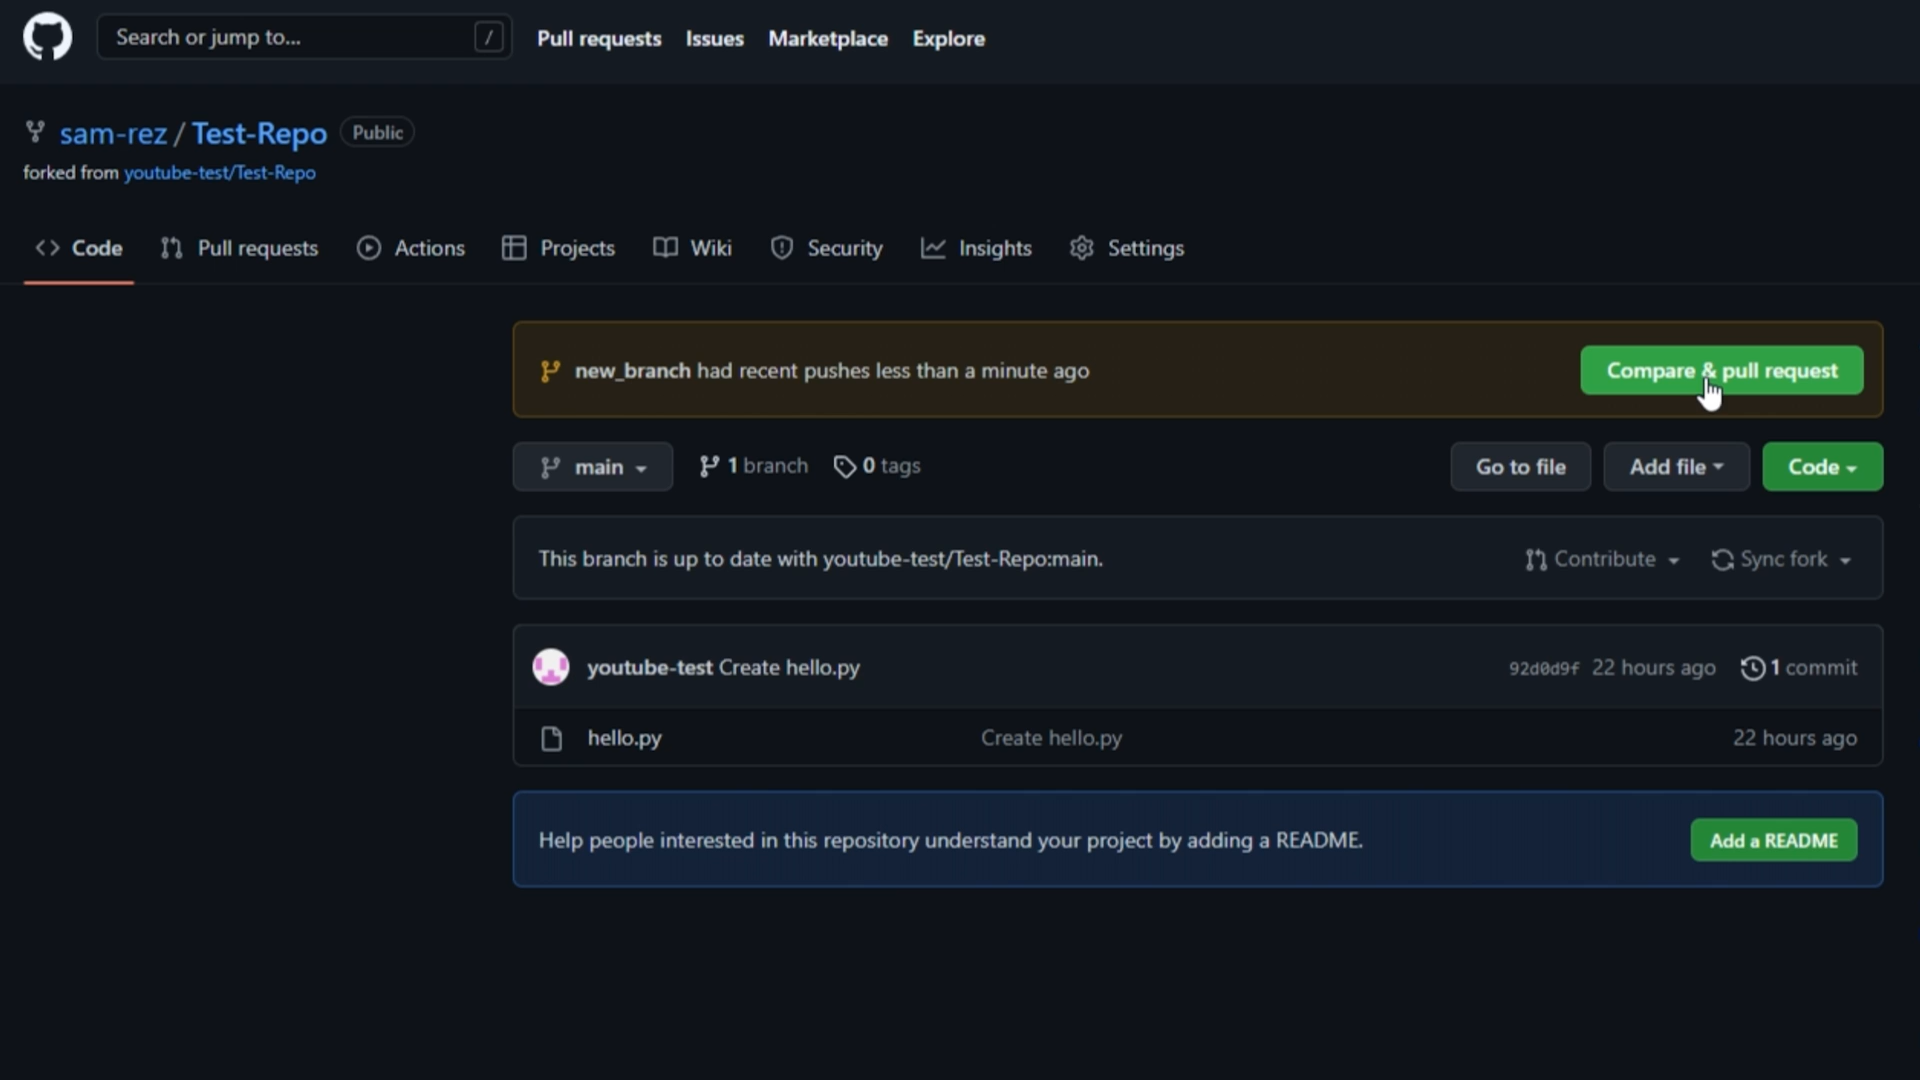 Search or jump to... /
Pull requests Issues Marketplace Explore
sam-rez / Test-Repo Public
forked from youtube-test/Test-Repo
<> Code Pull requests Actions Projects Wiki Security Insights Settings
new_branch had recent pushes less than a minute ago Compare & pull request
main 1 branch 0 tags Go to file Add file Code
This branch is up to date with youtube-test/Test-Repo:main. Contribute Sync fork
youtube-test Create hello.py 92d0d9f 22 hours ago 1 commit
hello.py Create hello.py 22 hours ago
Help people interested in this repository understand your project by adding a README. Add a README